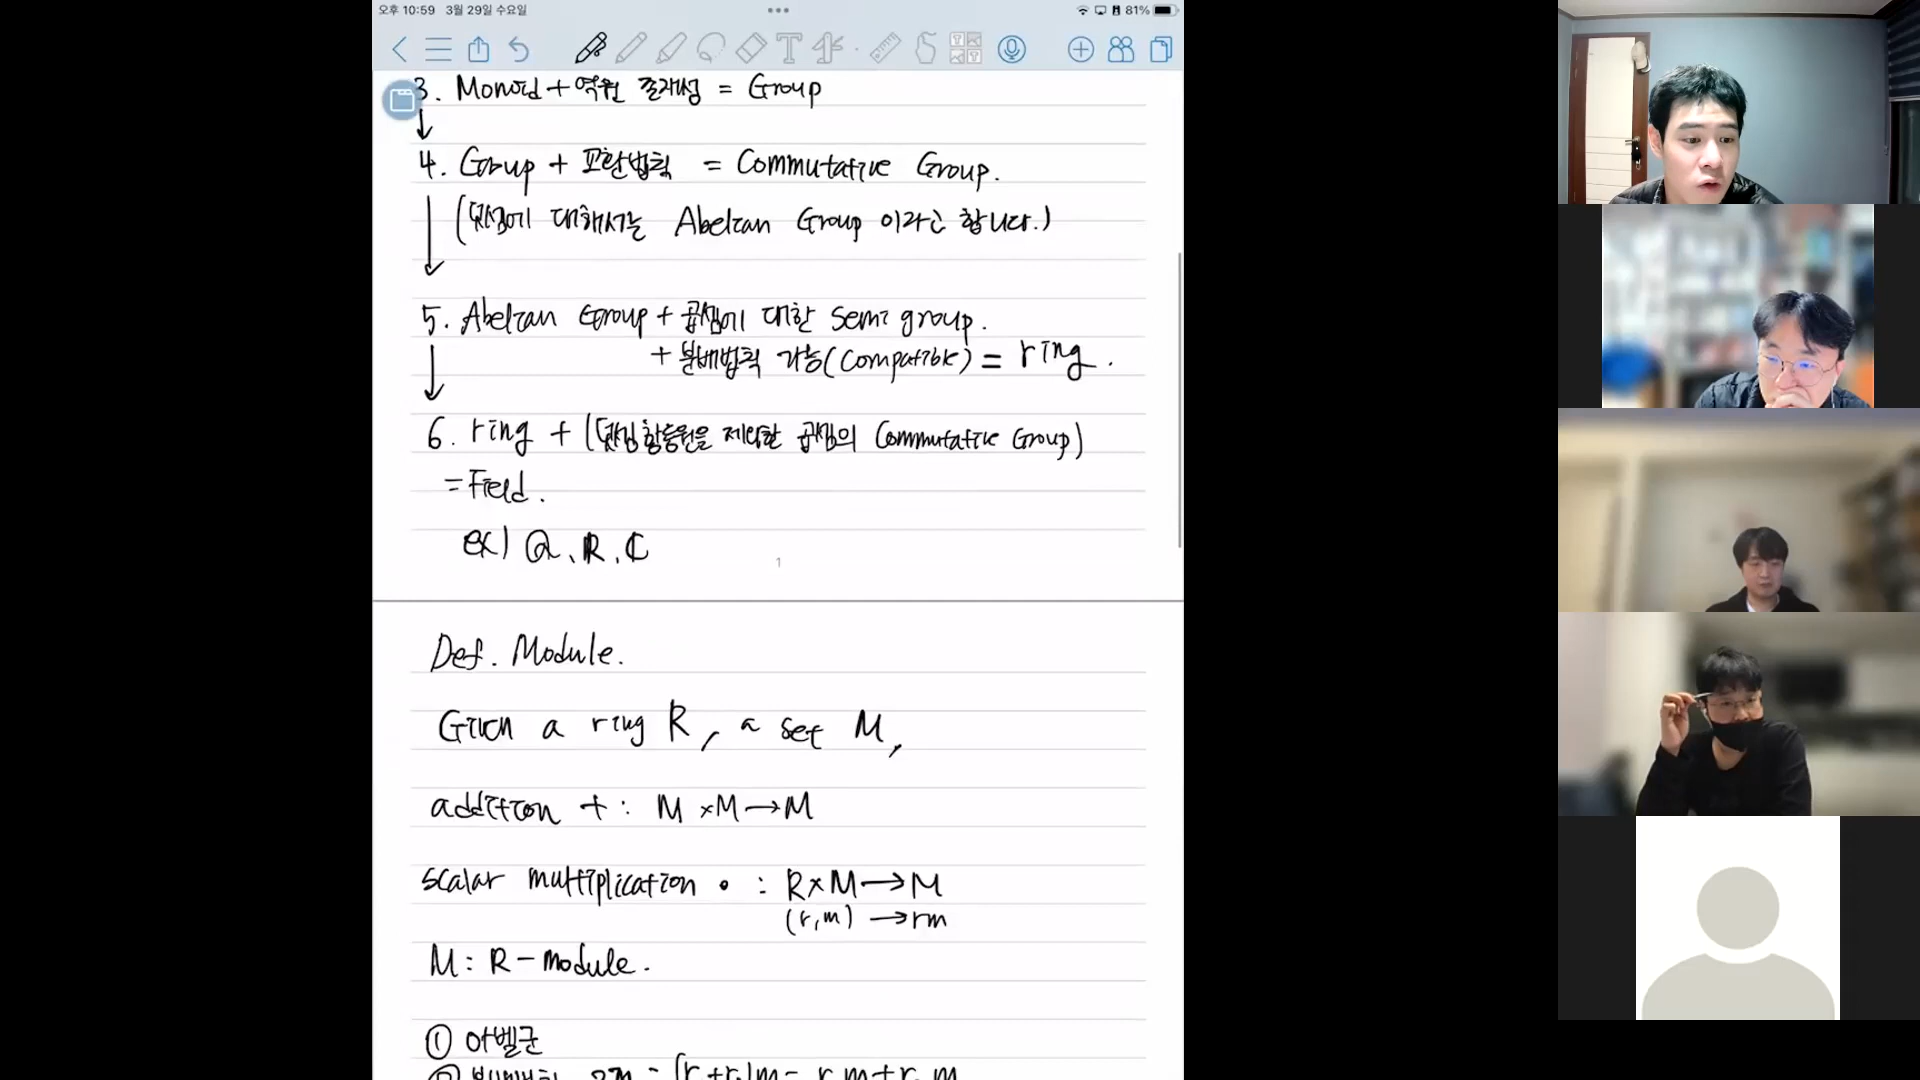 오후 10:59 3월 29일 수요일
81%
3. Monoid + 역원 존재성 = Group
4. Group + 교환법칙 = Commutative Group.
(덧셈에 대해서는 Abelian Group 이라고 합니다.)
5. Abelian Group + 곱셈에 대한 semi group.
+ 분배법칙 가능(Compatible) = ring.
6. ring + (덧셈 항등원을 제외한 곱셈의 Commutative Group)
= Field.
ex) Q, R, C
1
Def. Module.
Given a ring R, a set M,
addition + : M × M → M
scalar multiplication • : R × M → M
(r, m) → rm
M : R - module.
① 아벨군